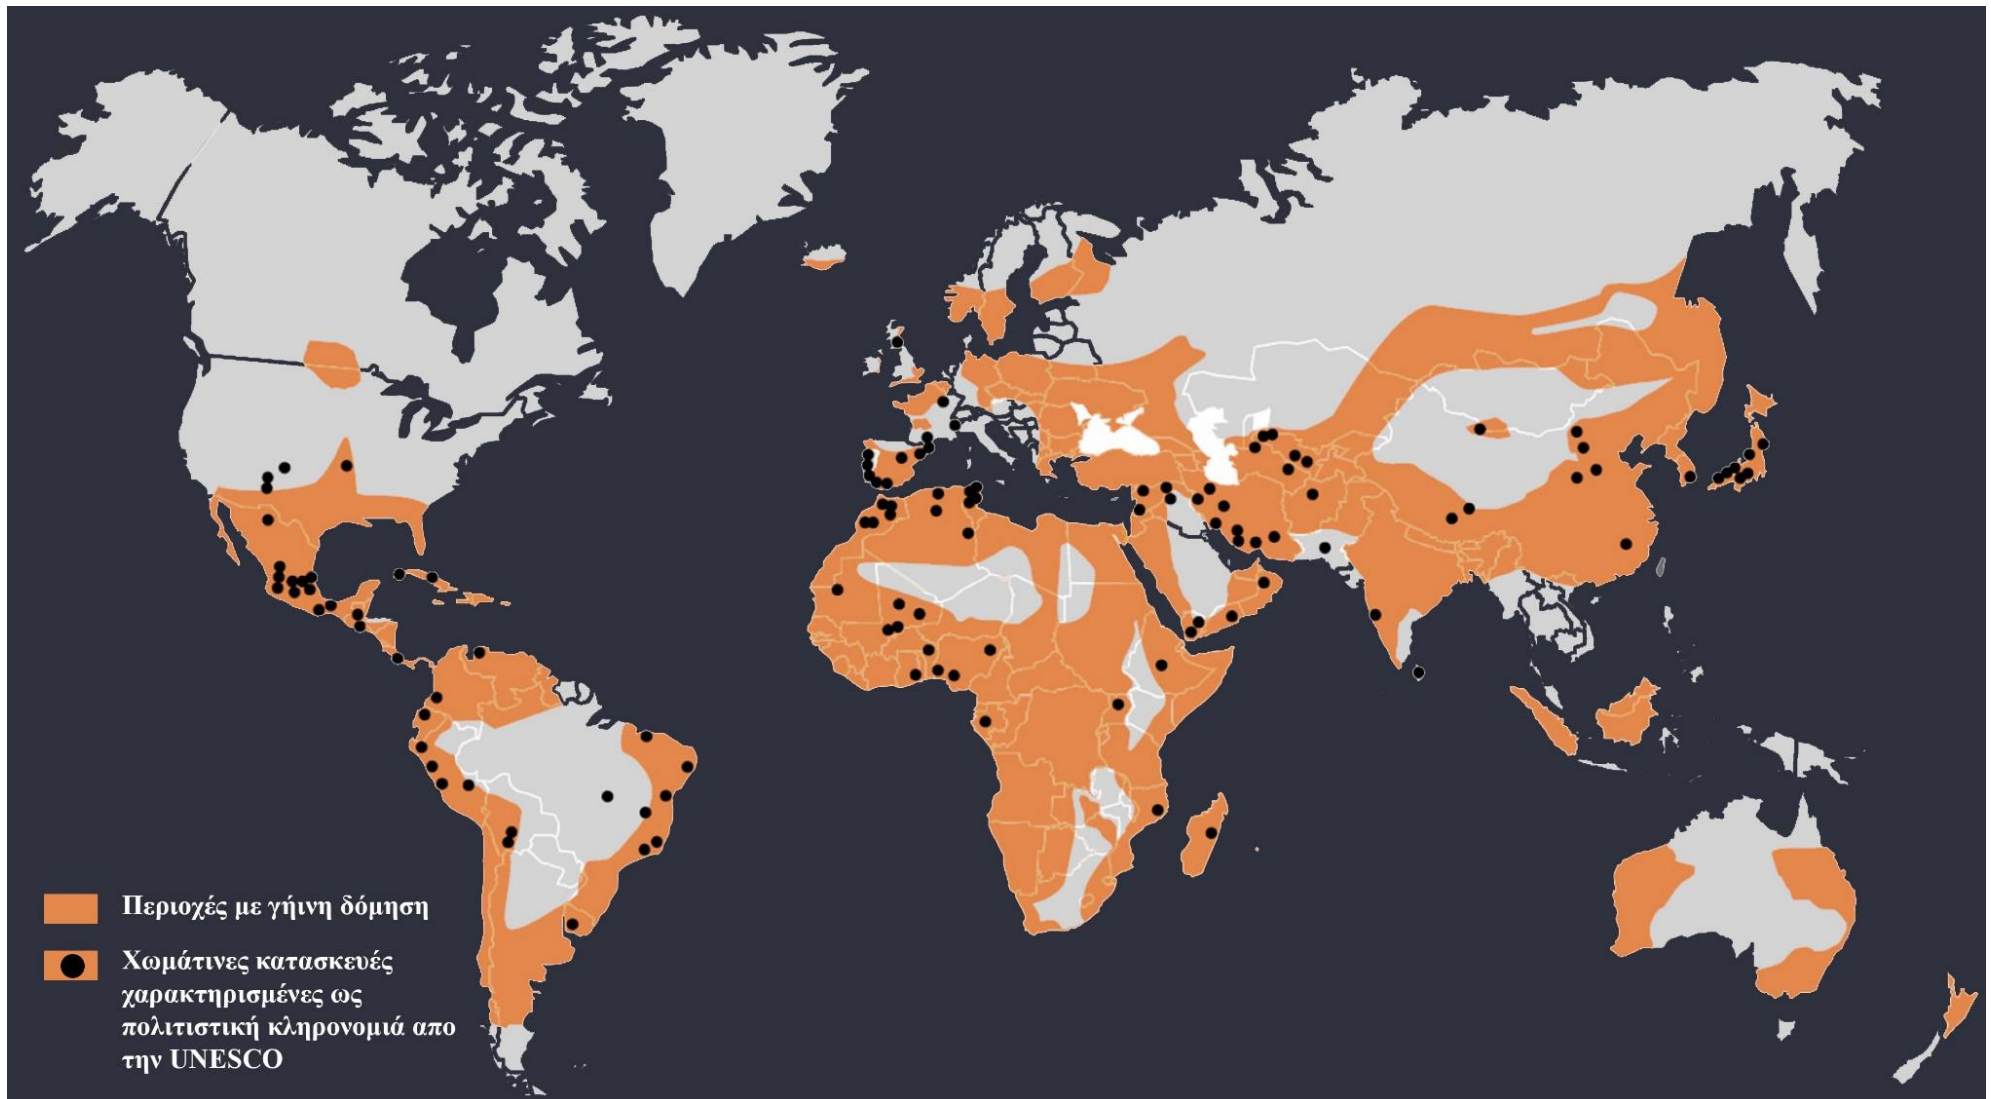 Περιοχές με γήινη δόμηση
Χωμάτινες κατασκευές
χαρακτηρισμένες ως
πολιτιστική κληρονομιά απο
την UNESCO